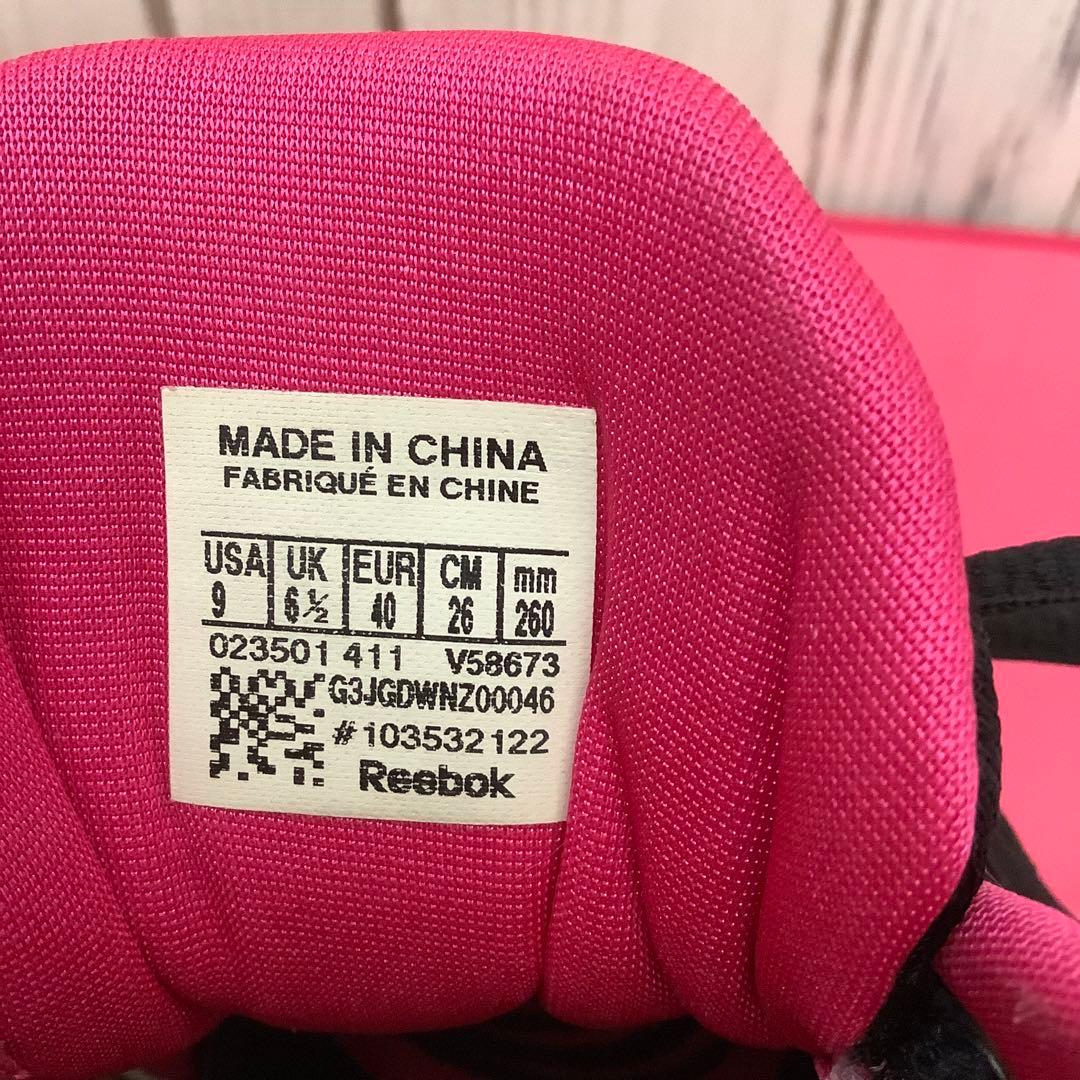 MADE IN CHINA
FABRIQUÉ EN CHINE
USA UK EUR CM mm
9 6 ½ 40 26 260
023501 411 V58673
G3JGDWNZ00046
#103532122
Reebok